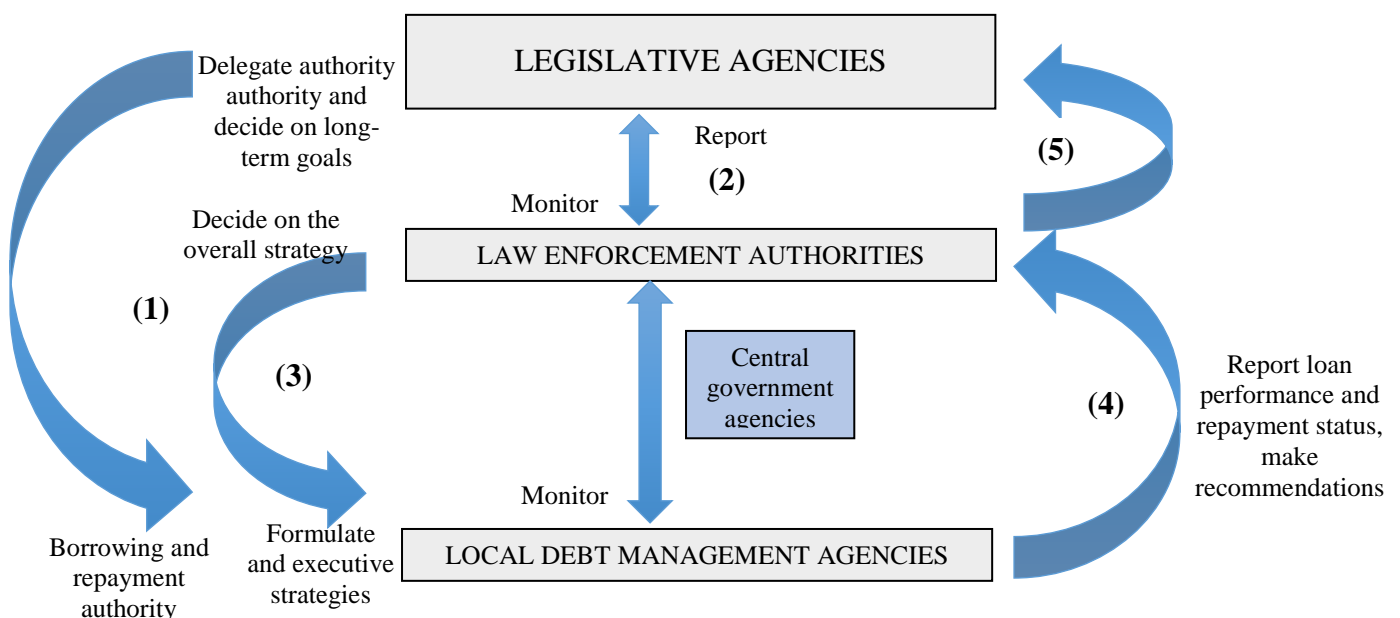 LEGISLATIVE AGENCIES
Delegate authority
authority and
decide on long-
term goals
Report
(2)
(5)
Monitor
Decide on the
overall strategy
LAW ENFORCEMENT AUTHORITIES
(1)
(3)
Central
government
agencies
(4)
Report loan
performance and
repayment status,
make
recommendations
Monitor
Borrowing and
repayment
authority
Formulate
and executive
strategies
LOCAL DEBT MANAGEMENT AGENCIES